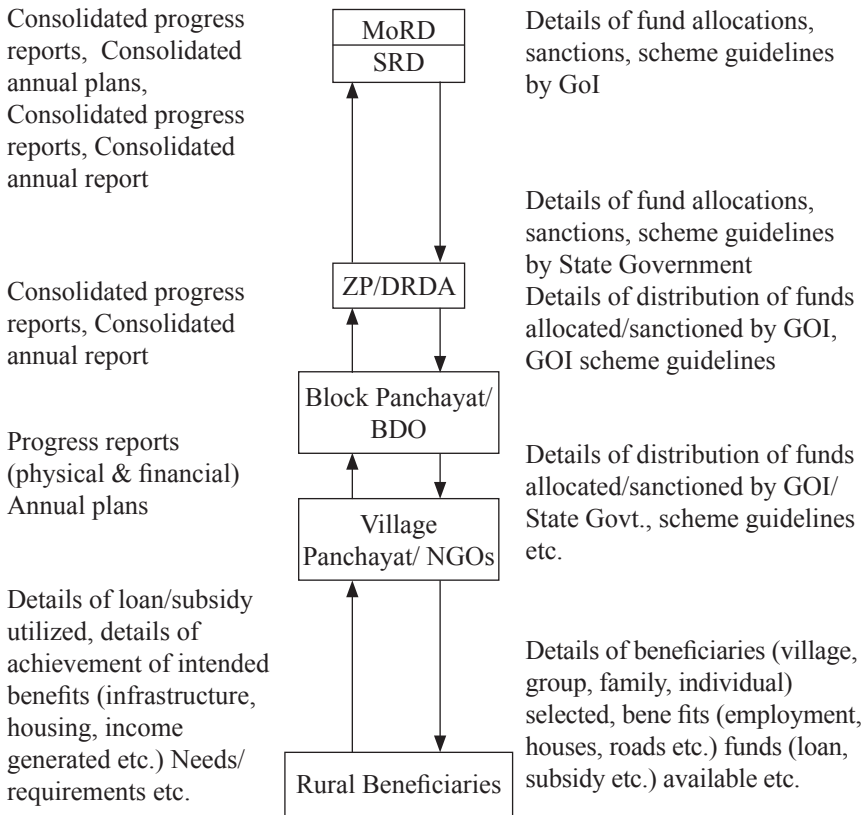 Consolidated progress
reports, Consolidated
annual plans,
Consolidated progress
reports, Consolidated
annual report
MoRD
SRD
Details of fund allocations,
sanctions, scheme guidelines
by GoI
Details of fund allocations,
sanctions, scheme guidelines
by State Government
Details of distribution of funds
allocated/sanctioned by GOI,
GOI scheme guidelines
ZP/DRDA
Consolidated progress
reports, Consolidated
annual report
Block Panchayat/
BDO
Progress reports
(physical & financial)
Annual plans
Details of distribution of funds
allocated/sanctioned by GOI/
State Govt., scheme guidelines
etc.
Village
Panchayat/ NGOs
Details of loan/subsidy
utilized, details of
achievement of intended
benefits (infrastructure,
housing, income
generated etc.) Needs/
requirements etc.
Details of beneficiaries (village,
group, family, individual)
selected, bene fits (employment,
houses, roads etc.) funds (loan,
subsidy etc.) available etc.
Rural Beneficiaries